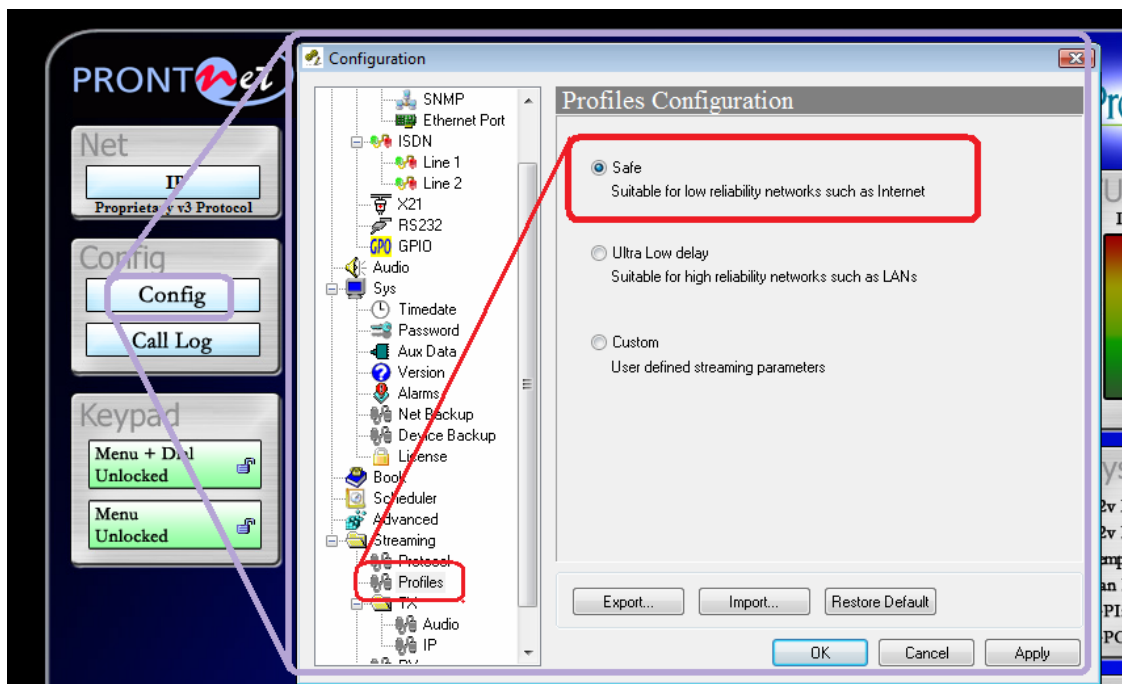 PRONTnet
Net
IP
Proprietary v3 Protocol
Config
Config
Call Log
Keypad
Menu + Dial
Unlocked
Menu
Unlocked
Configuration
SNMP
Ethernet Port
ISDN
Line 1
Line 2
X21
RS232
GPO GPIO
Audio
Sys
Timedate
Password
Aux Data
Version
Alarms
Net Backup
Device Backup
License
Book
Scheduler
Advanced
Streaming
Protocol
Profiles
TX
Audio
IP
Profiles Configuration
Safe
Suitable for low reliability networks such as Internet
Ultra Low delay
Suitable for high reliability networks such as LANs
Custom
User defined streaming parameters
Export... Import... Restore Default
OK Cancel Apply